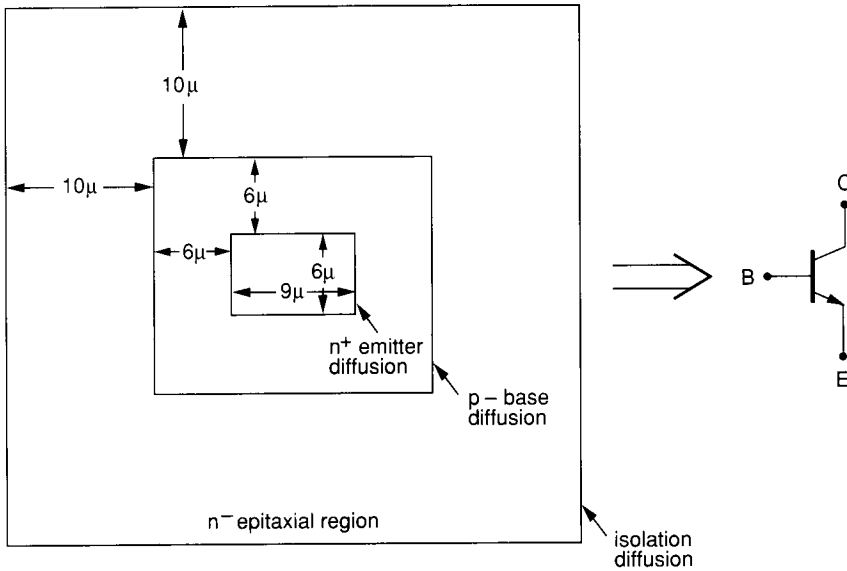 10μ
10μ
6μ
6μ
6μ
9μ
n⁺ emitter
diffusion
p – base
diffusion
n⁻ epitaxial region
isolation
diffusion
C
B
E